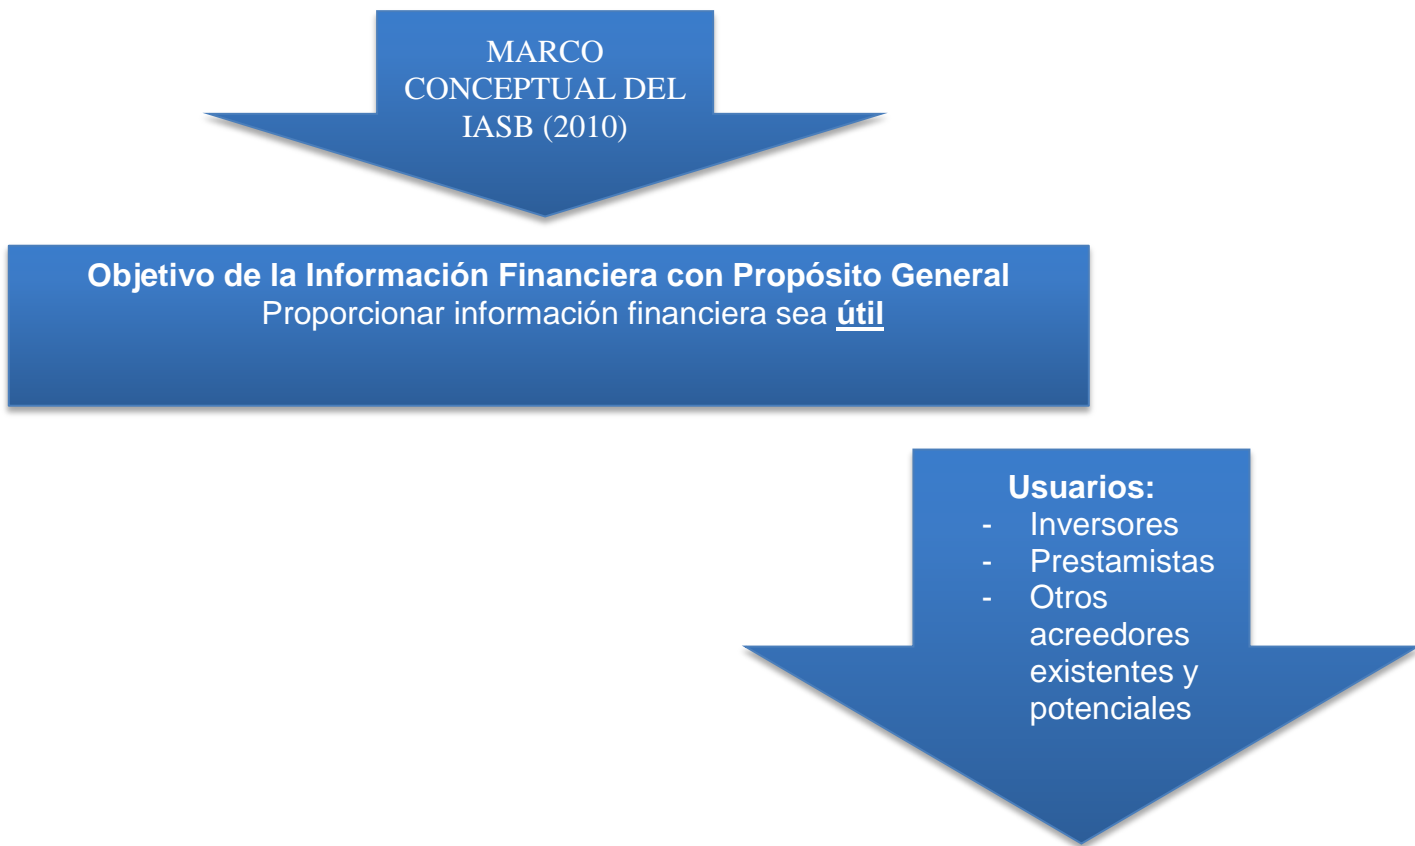 MARCO
CONCEPTUAL DEL
IASB (2010)
Objetivo de la Información Financiera con Propósito General
Proporcionar información financiera sea útil
Usuarios:
- Inversores
- Prestamistas
- Otros
acreedores
existentes y
potenciales